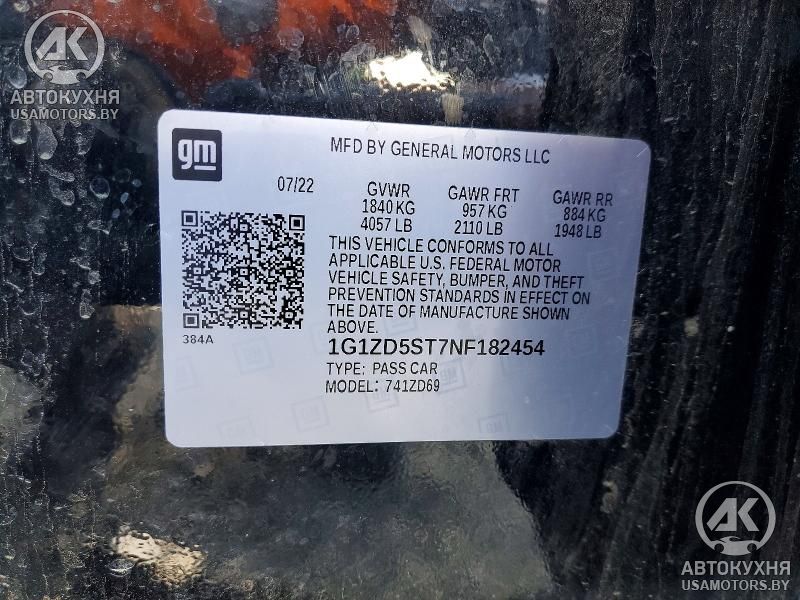 АК
АВТОКУХНЯ
USAMOTORS.BY
gm
MFD BY GENERAL MOTORS LLC
07/22
GVWR
1840 KG
4057 LB
GAWR FRT
957 KG
2110 LB
GAWR RR
884 KG
1948 LB
THIS VEHICLE CONFORMS TO ALL
APPLICABLE U.S. FEDERAL MOTOR
VEHICLE SAFETY, BUMPER, AND THEFT
PREVENTION STANDARDS IN EFFECT ON
THE DATE OF MANUFACTURE SHOWN
ABOVE.
384A
1G1ZD5ST7NF182454
TYPE: PASS CAR
MODEL: 741ZD69
АК
АВТОКУХНЯ
USAMOTORS.BY